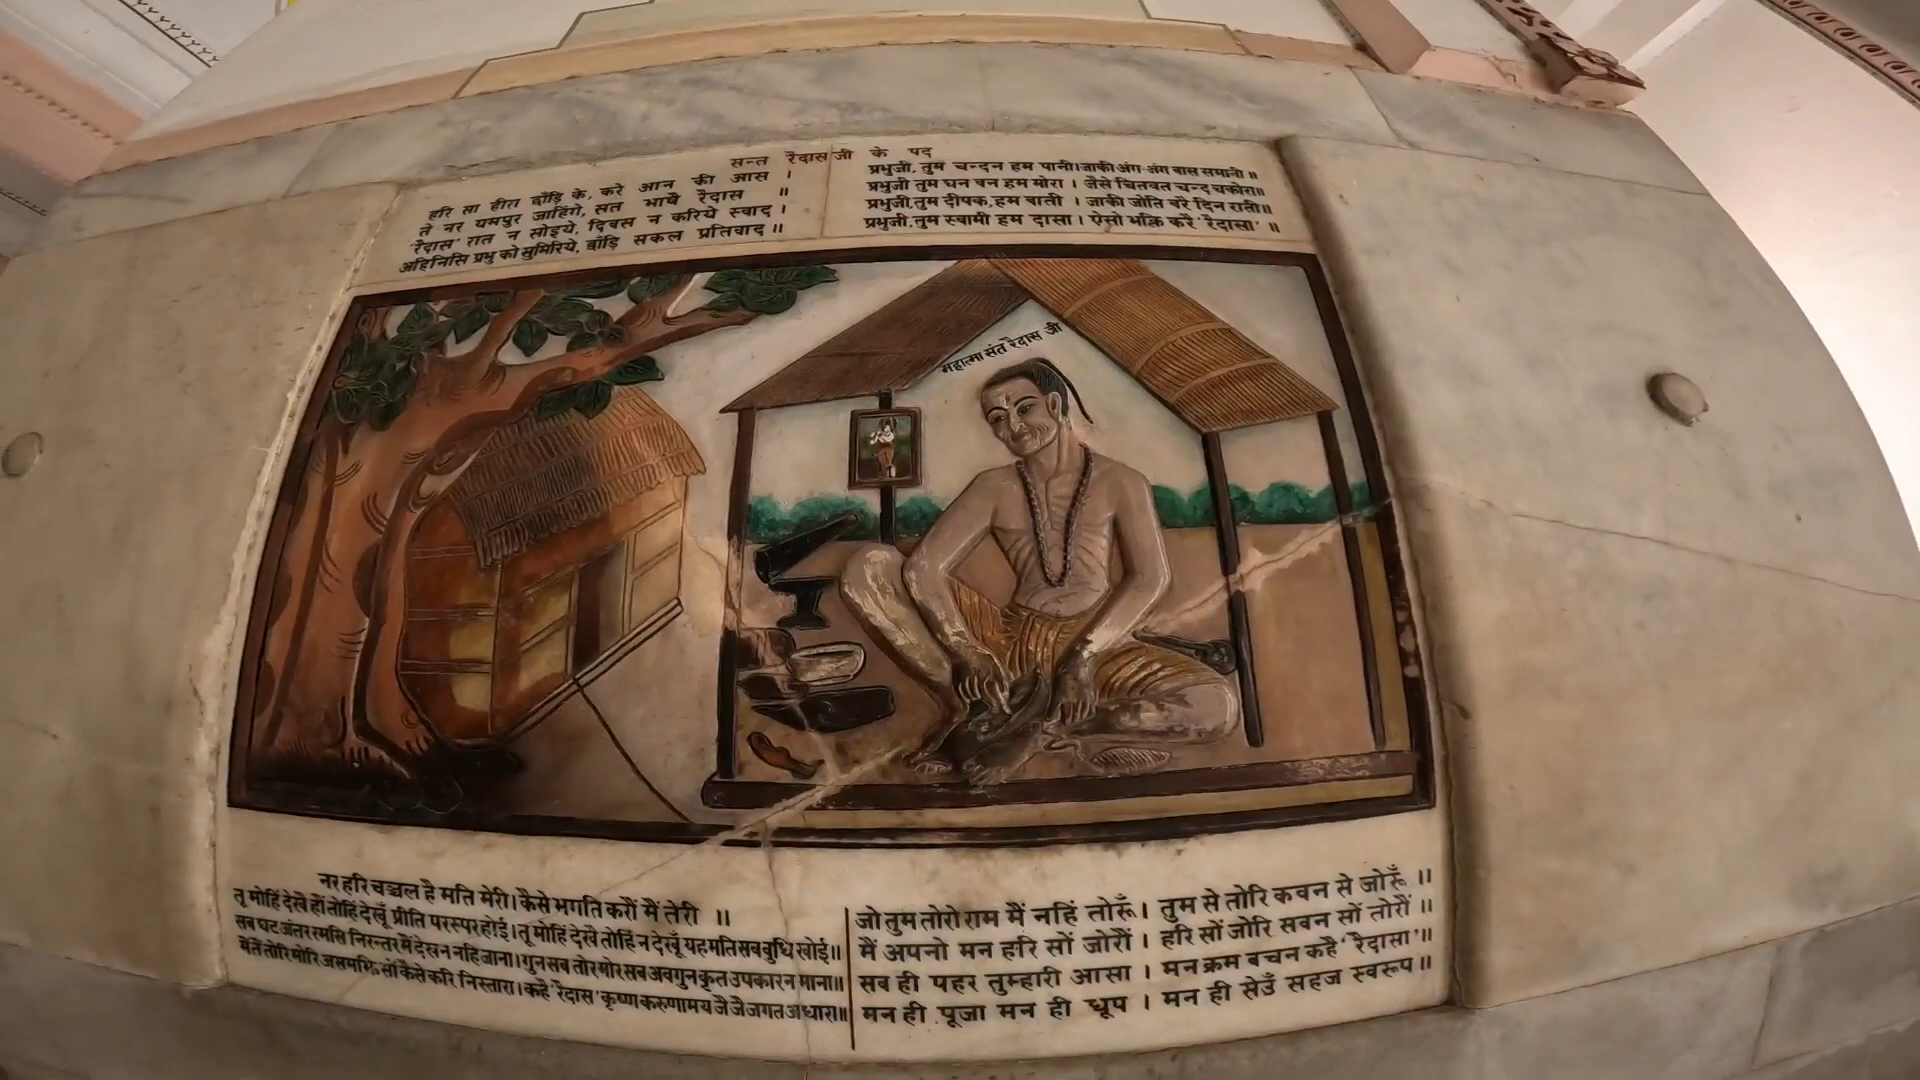 सन्त रैदास जी के पद
हरि सा हीरा छाँड़ि के, करे आन की आस ।
ते नर यमपुर जाहिंगे, सत भाषै रैदास ॥
'रैदास' रात न सोइये, दिवस न करिये स्वाद ।
अहिनिसि प्रभु को सुमिरिये, छाँड़ि सकल प्रतिवाद ॥
प्रभुजी, तुम चन्दन हम पानी। जाकी अंग-अंग बास समानी ॥
प्रभुजी तुम घन बन हम मोरा । जैसे चितवत चन्द चकोरा॥
प्रभुजी, तुम दीपक, हम बाती । जाकी जोति बरै दिन राती॥
प्रभुजी, तुम स्वामी हम दासा । ऐसो भक्ति करै 'रैदासा' ॥
महात्मा संत रैदास जी
नर हरि चञ्चल है मति मेरी। कैसे भगति करौं मैं तेरी ॥
तू मोहिं देखै हौं तोहि देखूँ प्रीति परस्पर होई। तू मोहिं देखै तोहिं न देखूँ यह मति सब बुधि खोई॥
सब घट अंतर रमसि निरन्तर मैं देखन नहिं जाना। गुन सब तोर मोर सब अवगुन कृत उपकार न माना॥
मैं तैं तोरि मोरि असमझि सों कैसे करि निस्तारा। कहै 'रैदास' कृष्ण करुणामय जै जै जगत अधारा॥
जो तुम तोरो राम मैं नहिं तोरूँ। तुम से तोरि कवन से जोरूँ ॥
मैं अपनो मन हरि सों जोरौं । हरि सों जोरि सबन सों तोरौं ॥
सब ही पहर तुम्हारी आसा । मन क्रम बचन कहै 'रैदासा'॥
मन ही पूजा मन ही धूप । मन ही सेउँ सहज स्वरूप॥